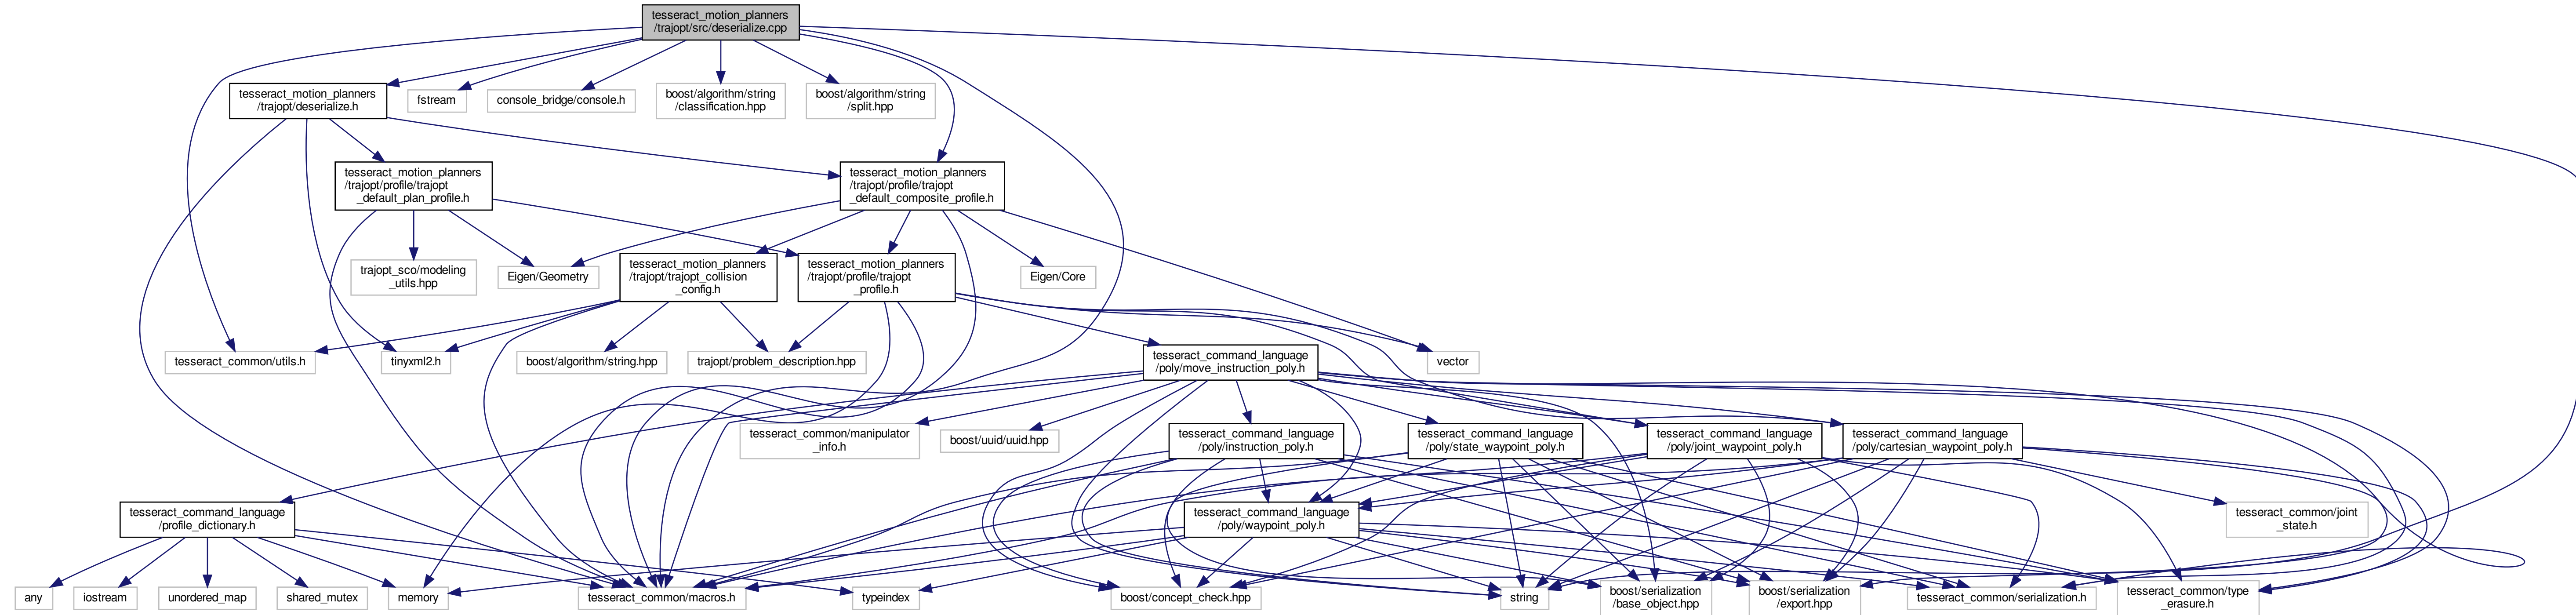 tesseract_motion_planners
/trajopt/src/deserialize.cpp
tesseract_motion_planners
/trajopt/deserialize.h
fstream
console_bridge/console.h
boost/algorithm/string
/classification.hpp
boost/algorithm/string
/split.hpp
tesseract_motion_planners
/trajopt/profile/trajopt
_default_plan_profile.h
tesseract_motion_planners
/trajopt/profile/trajopt
_default_composite_profile.h
trajopt_sco/modeling
_utils.hpp
Eigen/Geometry
tesseract_motion_planners
/trajopt/trajopt_collision
_config.h
tesseract_motion_planners
/trajopt/profile/trajopt
_profile.h
Eigen/Core
tesseract_common/utils.h
tinyxml2.h
boost/algorithm/string.hpp
trajopt/problem_description.hpp
tesseract_command_language
/poly/move_instruction_poly.h
vector
tesseract_common/manipulator
_info.h
boost/uuid/uuid.hpp
tesseract_command_language
/poly/instruction_poly.h
tesseract_command_language
/poly/state_waypoint_poly.h
tesseract_command_language
/poly/joint_waypoint_poly.h
tesseract_command_language
/poly/cartesian_waypoint_poly.h
tesseract_command_language
/profile_dictionary.h
tesseract_command_language
/poly/waypoint_poly.h
tesseract_common/joint
_state.h
any
iostream
unordered_map
shared_mutex
memory
tesseract_common/macros.h
typeindex
boost/concept_check.hpp
string
boost/serialization
/base_object.hpp
boost/serialization
/export.hpp
tesseract_common/serialization.h
tesseract_common/type
_erasure.h